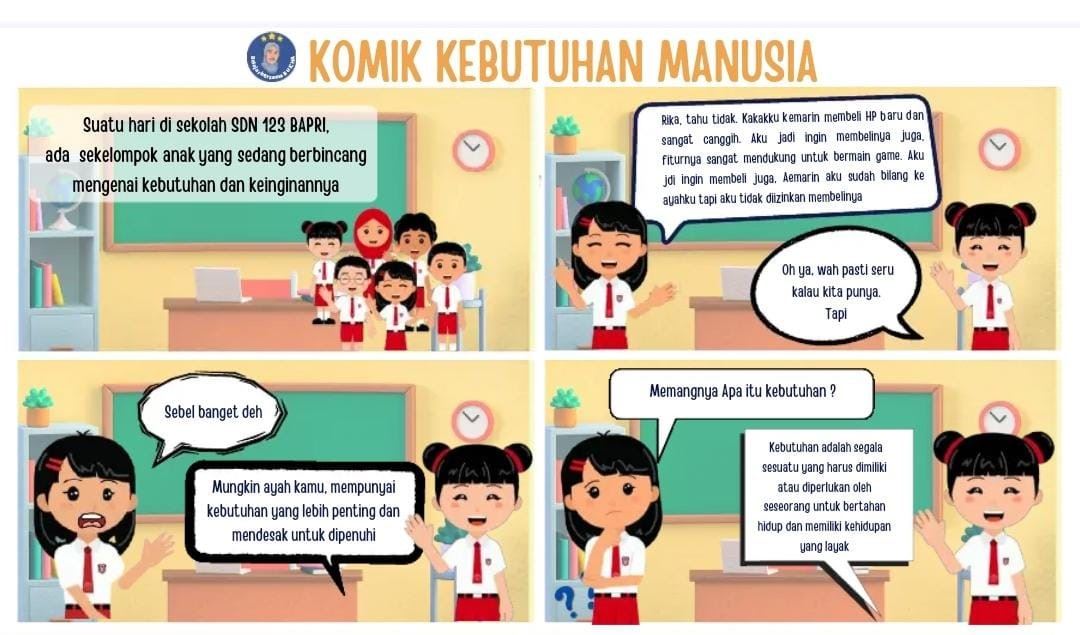 KOMIK KEBUTUHAN MANUSIA
Suatu hari di sekolah SDN 123 BAPRI,
ada sekelompok anak yang sedang berbincang
mengenai kebutuhan dan keinginannya
Rika, tahu tidak. Kakakku kemarin membeli HP baru dan
sangat canggih. Aku jadi ingin membelinya juga,
fiturnya sangat mendukung untuk bermain game. Aku
jdi ingin membeli juga, Aemarin aku sudah bilang ke
ayahku tapi aku tidak diizinkan membelinya
Oh ya, wah pasti seru
kalau kita punya.
Tapi
Sebel banget deh
Mungkin ayah kamu, mempunyai
kebutuhan yang lebih penting dan
mendesak untuk dipenuhi
Memangnya Apa itu kebutuhan ?
Kebutuhan adalah segala
sesuatu yang harus dimiliki
atau diperlukan oleh
seseorang untuk bertahan
hidup dan memiliki kehidupan
yang layak